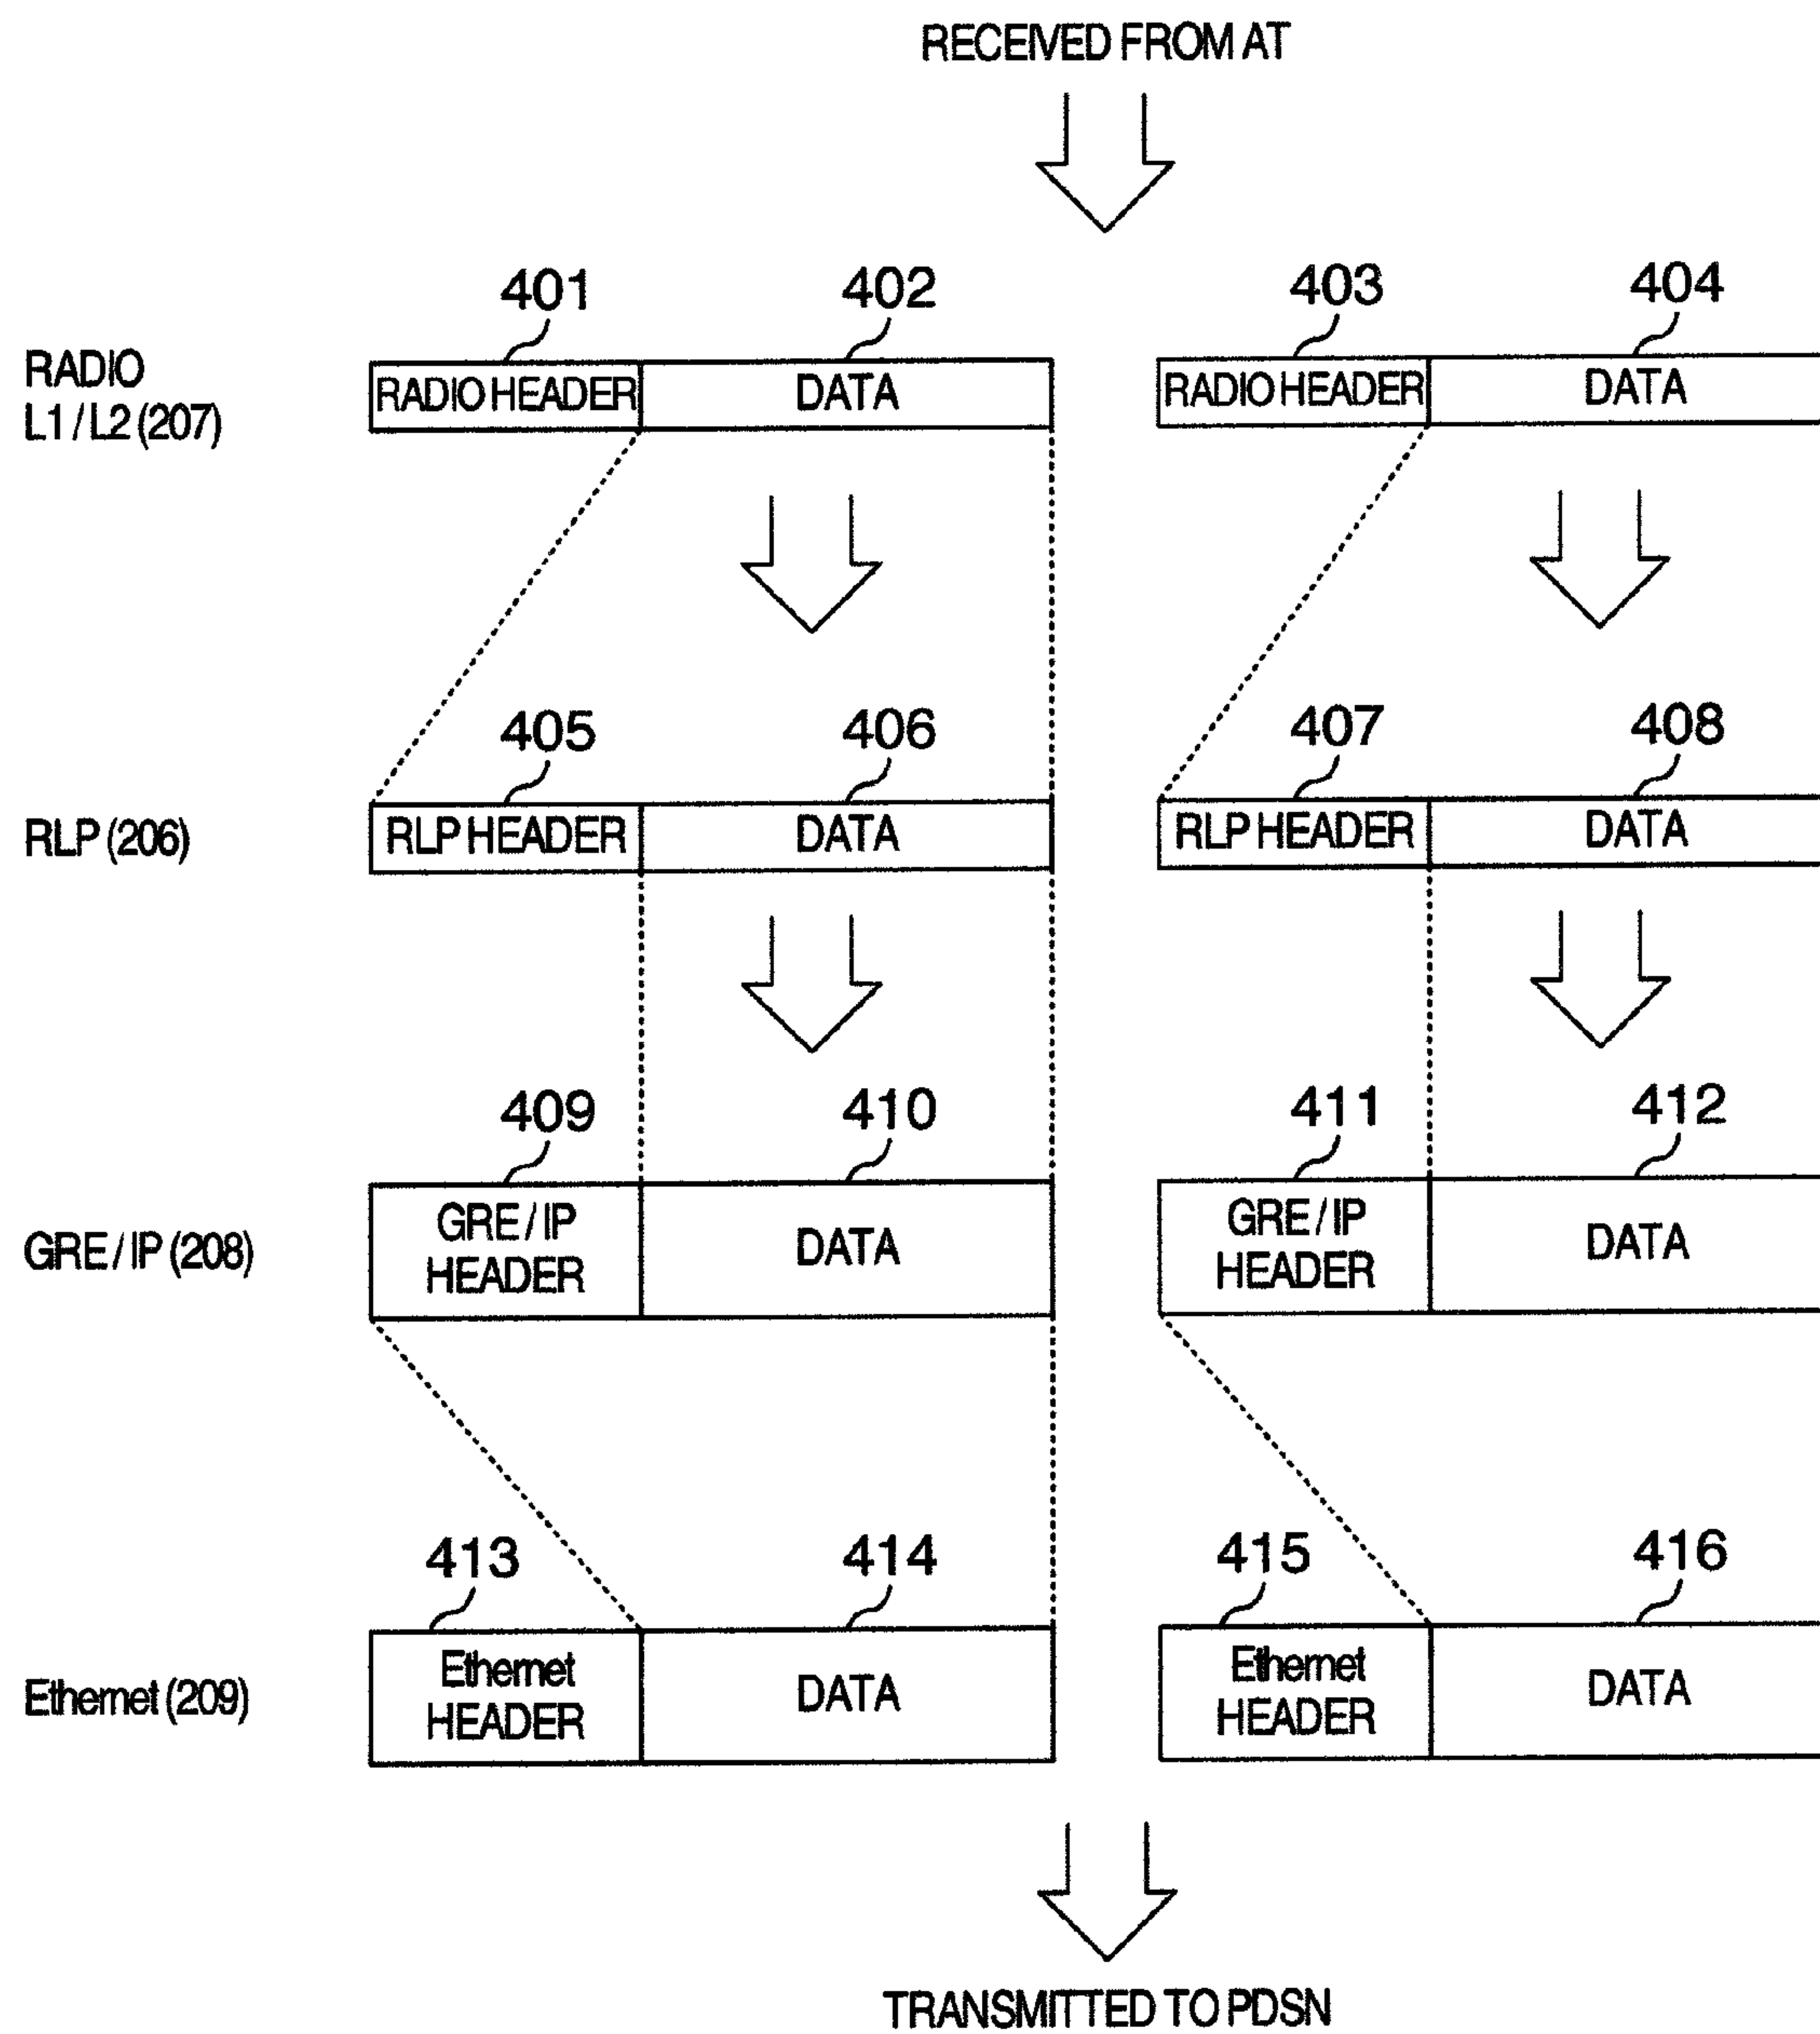 RECEIVED FROM AT
401 402 403 404
RADIO
L1 / L2 (207)
RADIO HEADER DATA RADIO HEADER DATA
405 406 407 408
RLP (206) RLP HEADER DATA RLP HEADER DATA
409 410 411 412
GRE / IP (208)
GRE / IP
HEADER
DATA
GRE / IP
HEADER
DATA
413 414 415 416
Ethernet (209)
Ethernet
HEADER
DATA
Ethernet
HEADER
DATA
TRANSMITTED TO PDSN